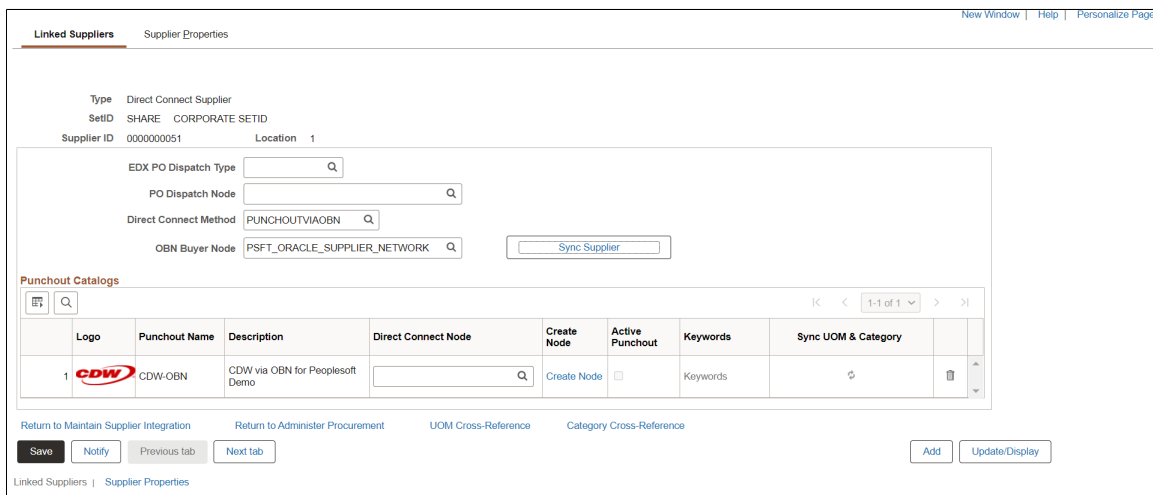 New Window | Help | Personalize Page
Linked Suppliers Supplier Properties
Type Direct Connect Supplier
SetID SHARE CORPORATE SETID
Supplier ID 0000000051 Location 1
EDX PO Dispatch Type
PO Dispatch Node
Direct Connect Method PUNCHOUTVIAOBN
OBN Buyer Node PSFT_ORACLE_SUPPLIER_NETWORK Sync Supplier
Punchout Catalogs
1-1 of 1
Logo Punchout Name Description Direct Connect Node Create Node Active Punchout Keywords Sync UOM & Category
1 CDW CDW-OBN CDW via OBN for Peoplesoft Demo Create Node Keywords
Return to Maintain Supplier Integration Return to Administer Procurement UOM Cross-Reference Category Cross-Reference
Save Notify Previous tab Next tab Add Update/Display
Linked Suppliers | Supplier Properties